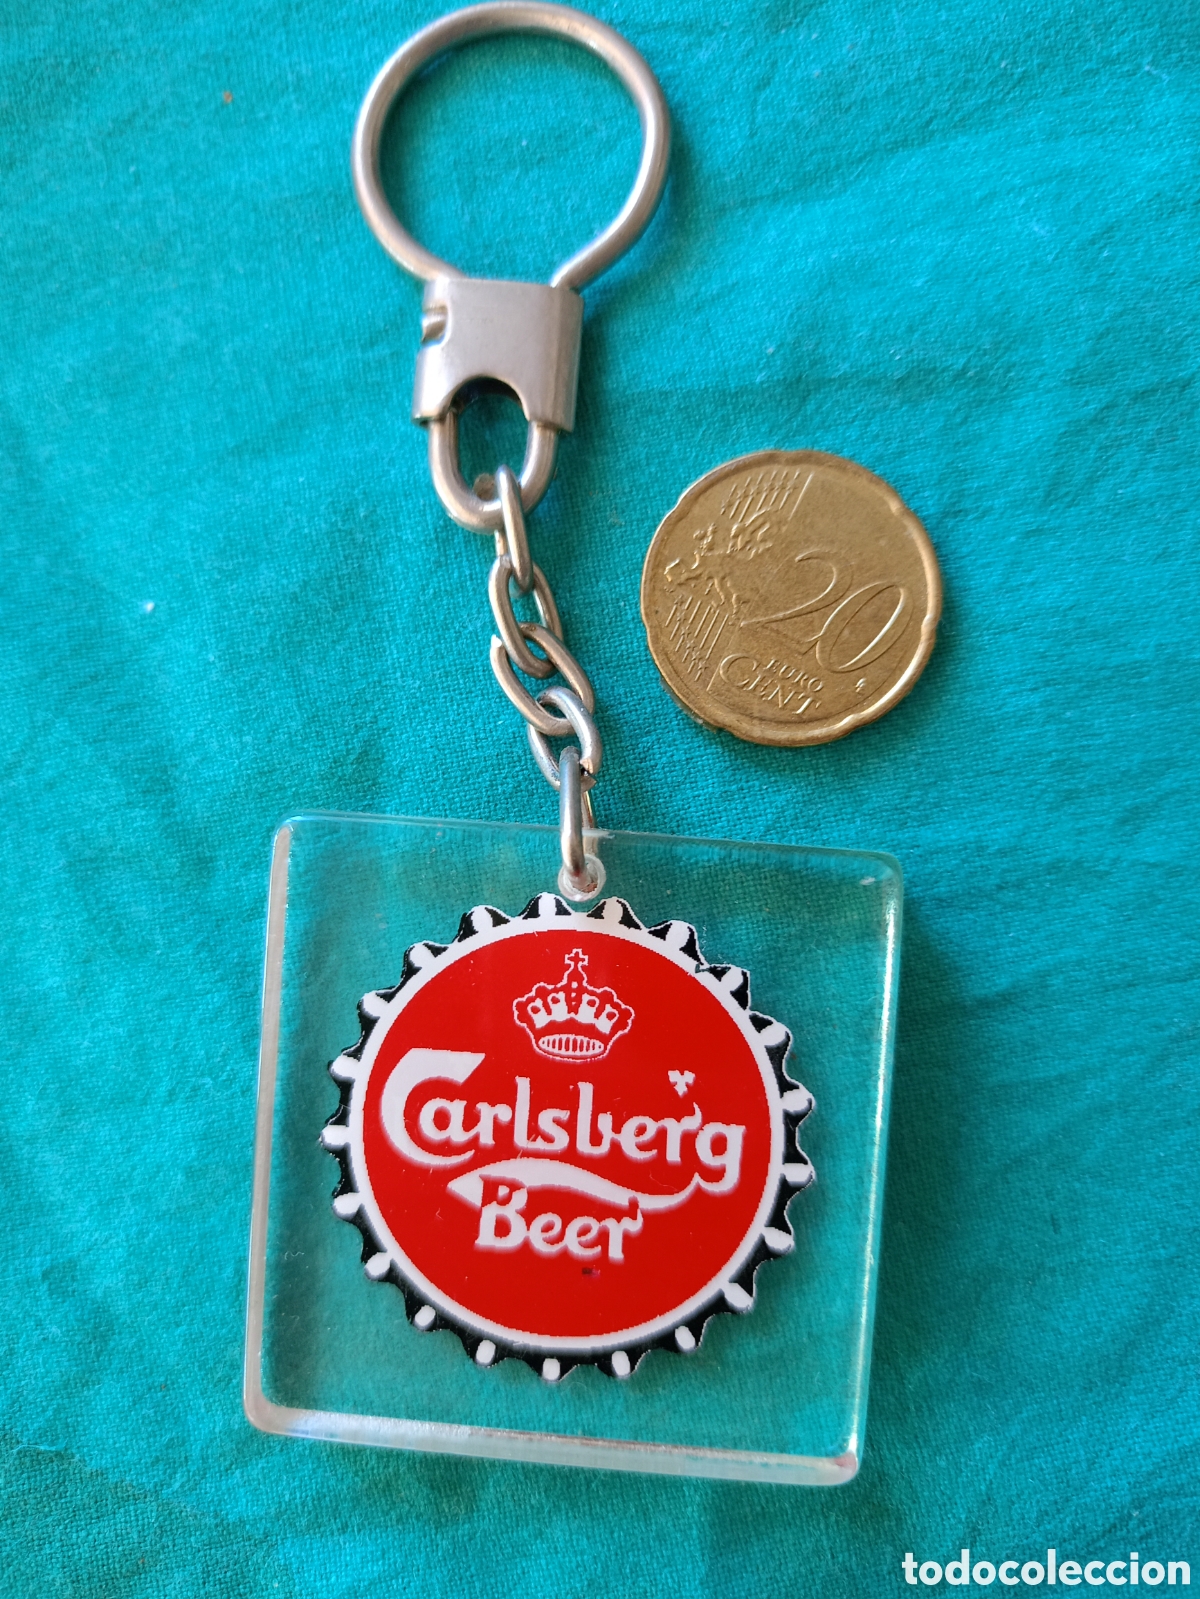 20
EURO
CENT
Carlsberg
Beer
todocoleccion